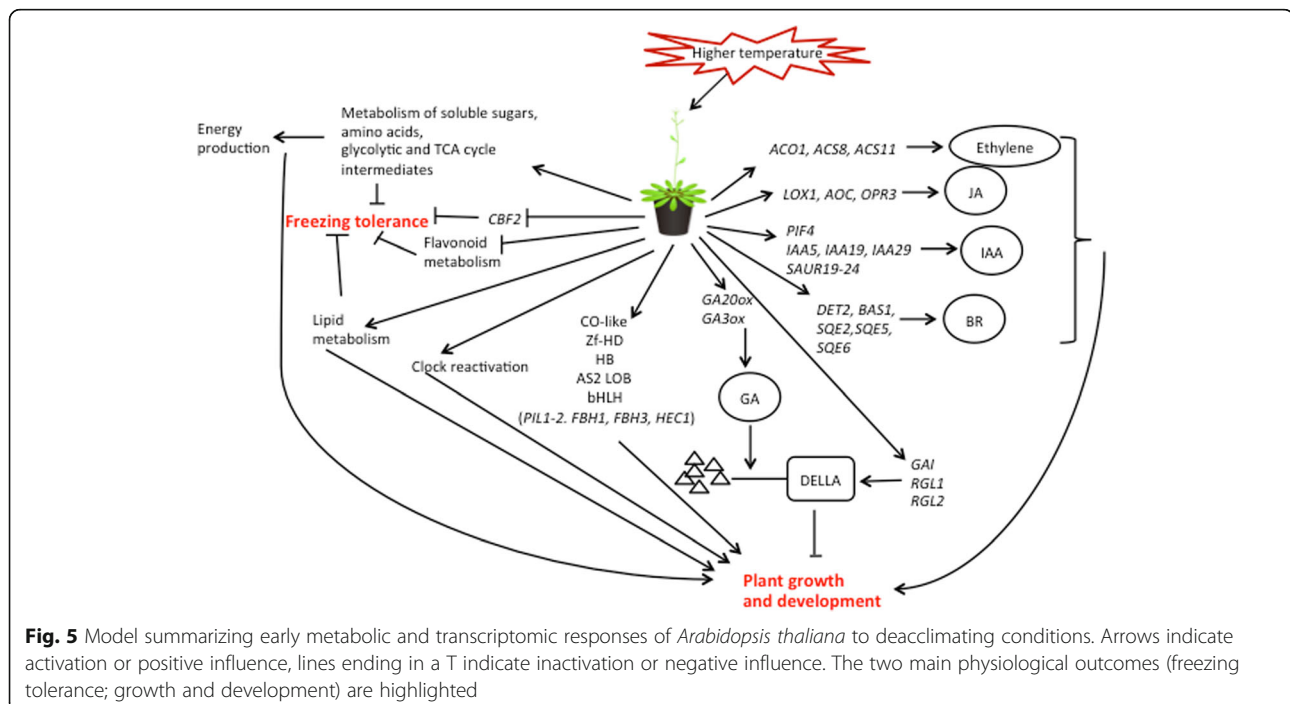 Higher temperature
Metabolism of soluble sugars,
amino acids,
glycolytic and TCA cycle
intermediates
Energy
production
Freezing tolerance
CBF2
Flavonoid
metabolism
Lipid
metabolism
Clock reactivation
CO-like
Zf-HD
HB
AS2 LOB
bHLH
(PIL1-2. FBH1, FBH3, HEC1)
GA20ox
GA3ox
GA
DELLA
GAI
RGL1
RGL2
ACO1, ACS8, ACS11
Ethylene
LOX1, AOC, OPR3
JA
PIF4
IAA5, IAA19, IAA29
SAUR19-24
IAA
DET2, BAS1,
SQE2,SQE5,
SQE6
BR
Plant growth
and development
Fig. 5 Model summarizing early metabolic and transcriptomic responses of Arabidopsis thaliana to deacclimating conditions. Arrows indicate
activation or positive influence, lines ending in a T indicate inactivation or negative influence. The two main physiological outcomes (freezing
tolerance; growth and development) are highlighted